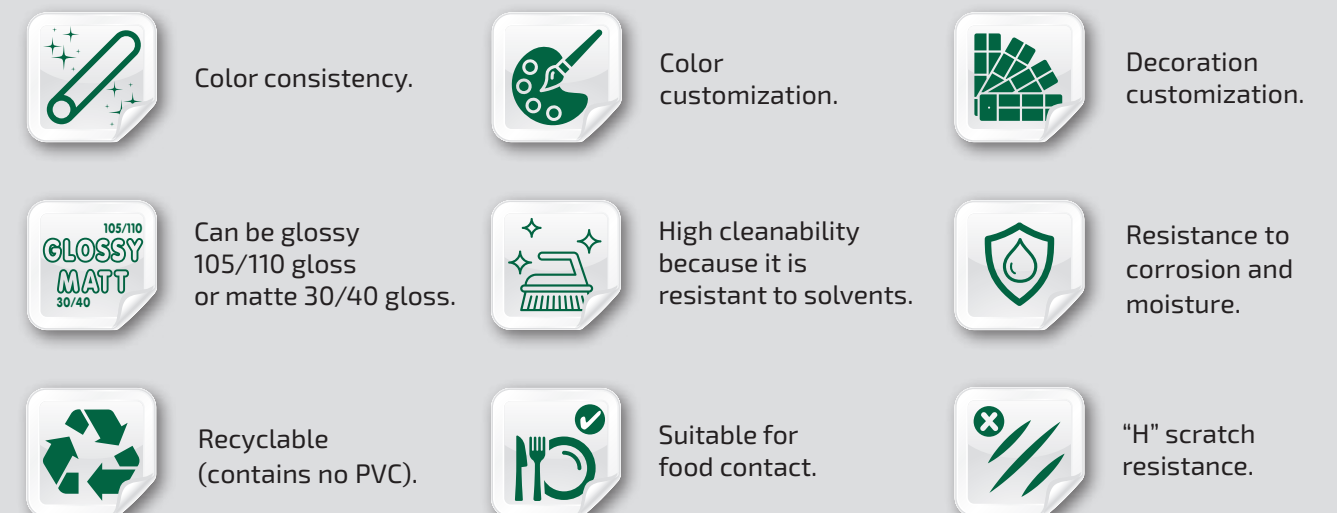 Color consistency.
Color
customization.
Decoration
customization.
105/110
GLOSSY
MATT
30/40
Can be glossy
105/110 gloss
or matte 30/40 gloss.
High cleanability
because it is
resistant to solvents.
Resistance to
corrosion and
moisture.
Recyclable
(contains no PVC).
Suitable for
food contact.
“H” scratch
resistance.